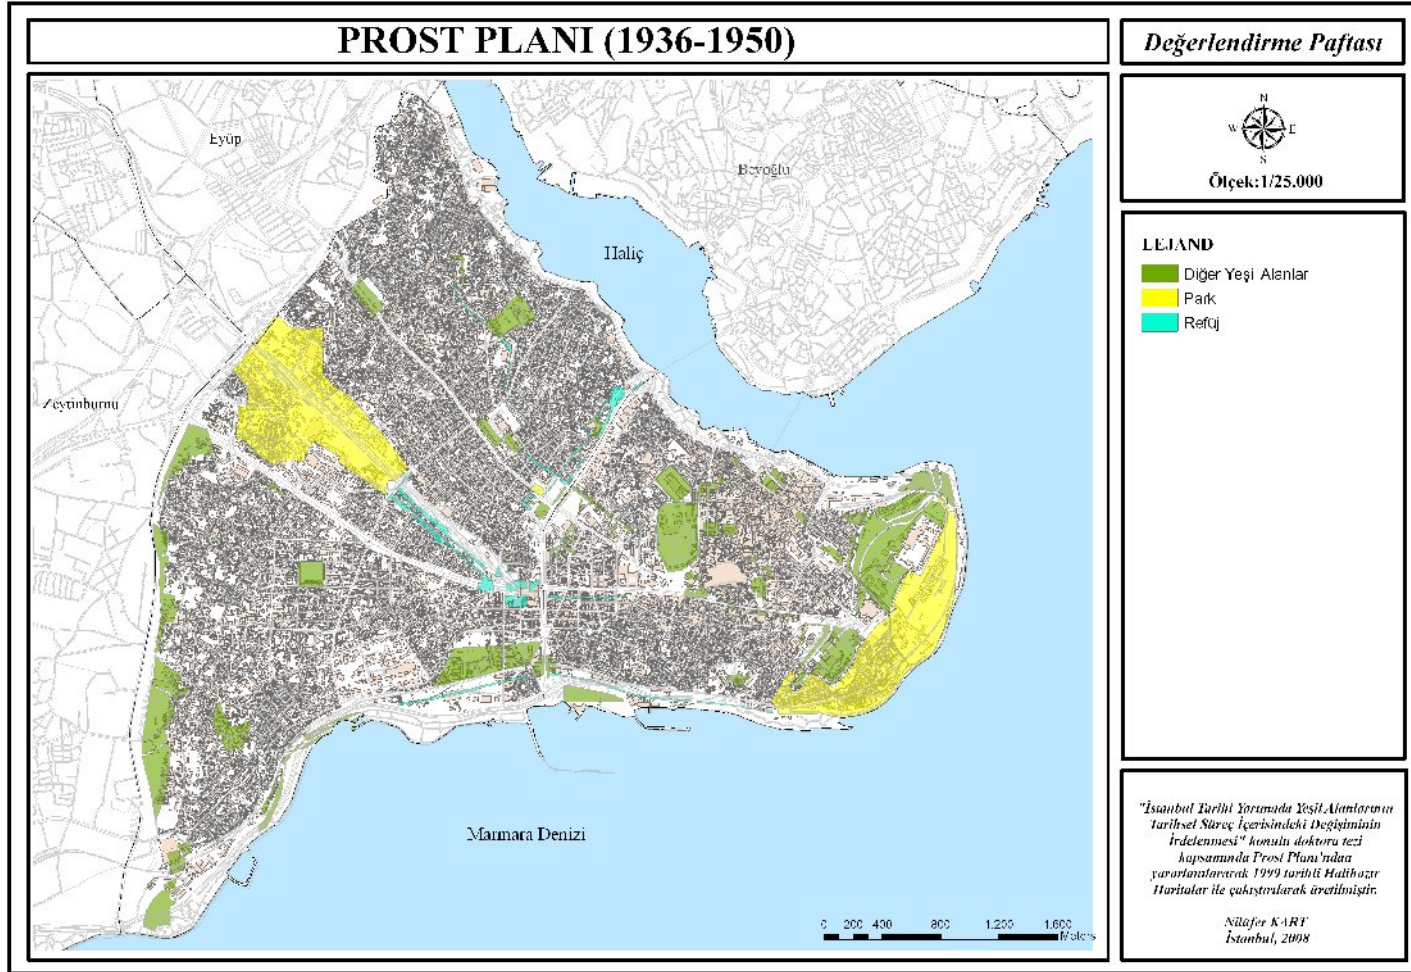 PROST PLANI (1936-1950)
Değerlendirme Paftası
N
W E
S
Ölçek:1/25.000
Eyüp
Beyoğlu
Haliç
Zeytinburnu
Marmara Denizi
LEJAND
Diğer Yeşi Alanlar
Park
Refüj
0 200 400 800 1.200 1.600
Meters
"İstanbul Tarihi Yarımada Yeşil Alanlarının
Tarihsel Süreç İçerisindeki Değişiminin
İrdelenmesi" konulu doktora tezi
kapsamında Prost Planı'ndan
yararlanılarak 1999 tarihli Halihazır
Haritalar ile çakıştırılarak üretilmiştir.
Nilüfer KART
İstanbul, 2008